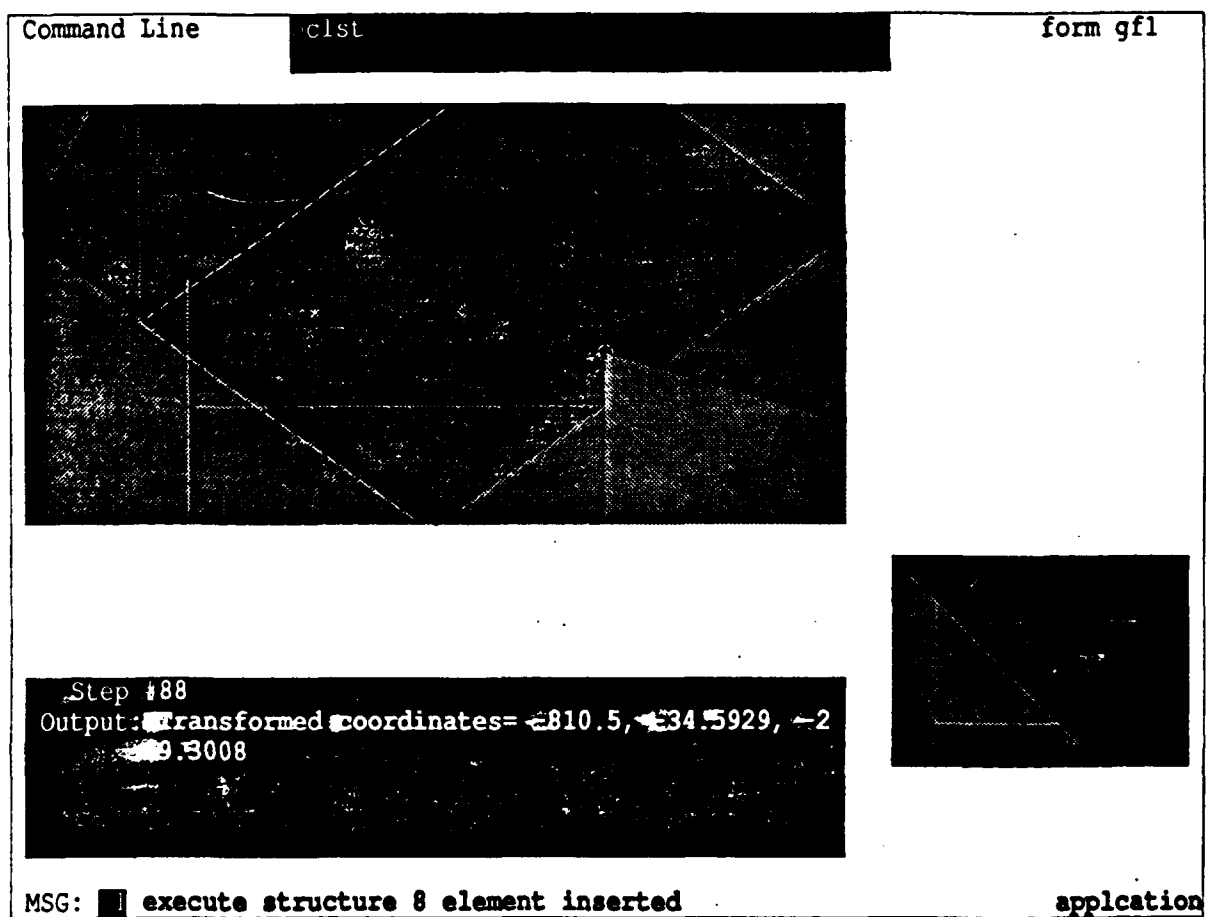 Command Line clst form gf1
Step #88
Output: Transformed coordinates= -810.5, -34.5929, -2
9.3008
MSG: execute structure 8 element inserted applcation